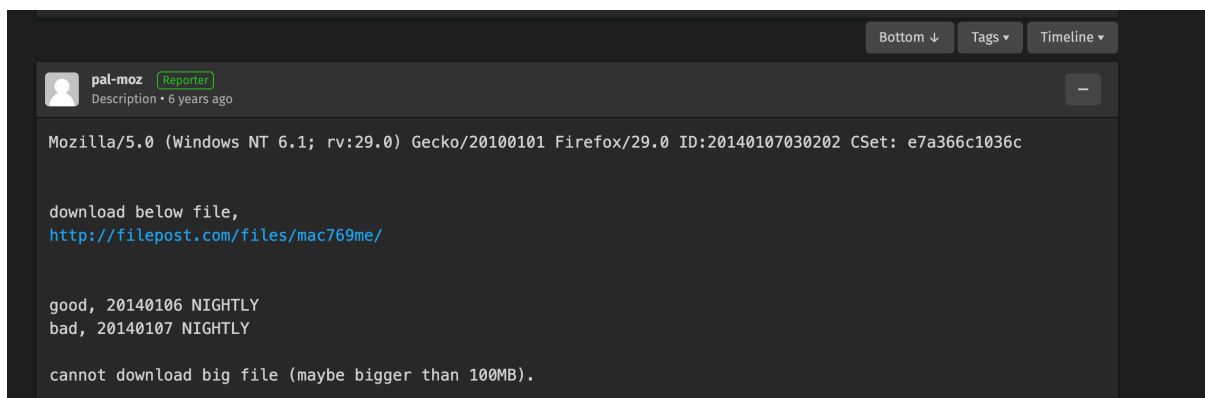 Bottom ↓ Tags ▾ Timeline ▾
pal-moz Reporter
Description • 6 years ago
Mozilla/5.0 (Windows NT 6.1; rv:29.0) Gecko/20100101 Firefox/29.0 ID:20140107030202 CSet: e7a366c1036c
download below file,
http://filepost.com/files/mac769me/
good, 20140106 NIGHTLY
bad, 20140107 NIGHTLY
cannot download big file (maybe bigger than 100MB).